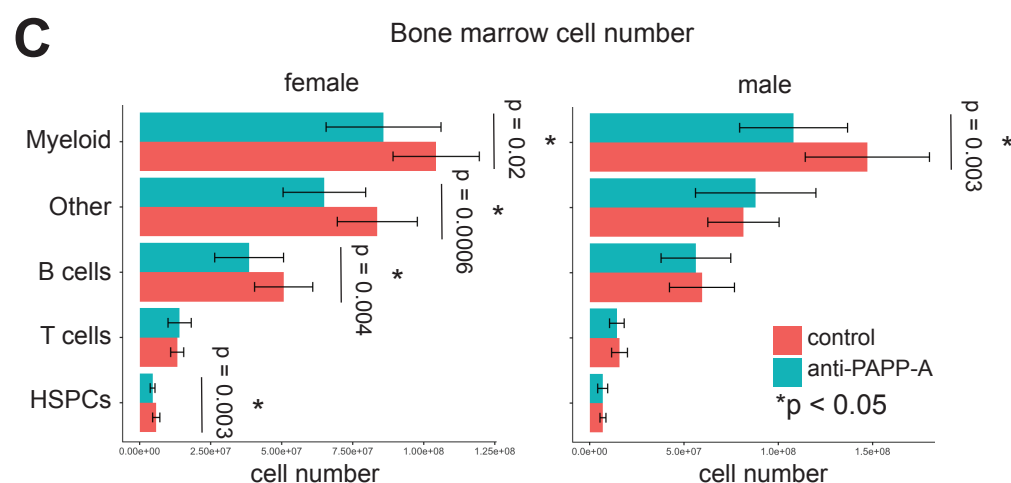 C
Bone marrow cell number
female
Myeloid
Other
B cells
T cells
HSPCs
p = 0.02
*
p = 0.0006
*
p = 0.004
*
p = 0.003
*
0.00e+00 2.50e+07 5.00e+07 7.50e+07 1.00e+08 1.25e+08
cell number
male
p = 0.003
*
control
anti-PAPP-A
*p < 0.05
0.0e+00 5.0e+07 1.0e+08 1.5e+08
cell number